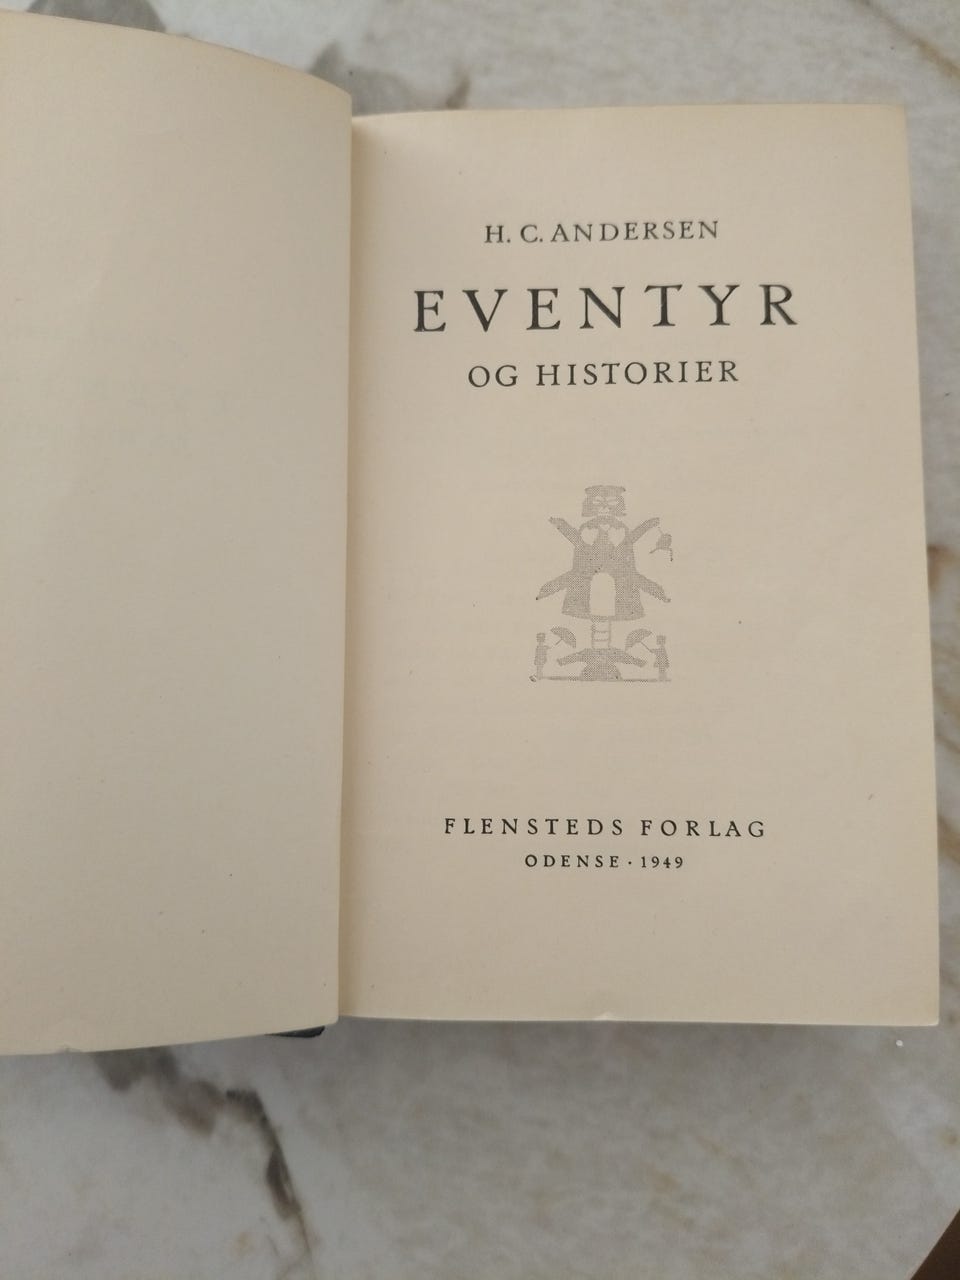 H. C. ANDERSEN
EVENTYR
OG HISTORIER
FLENSTEDS FORLAG
ODENSE · 1949